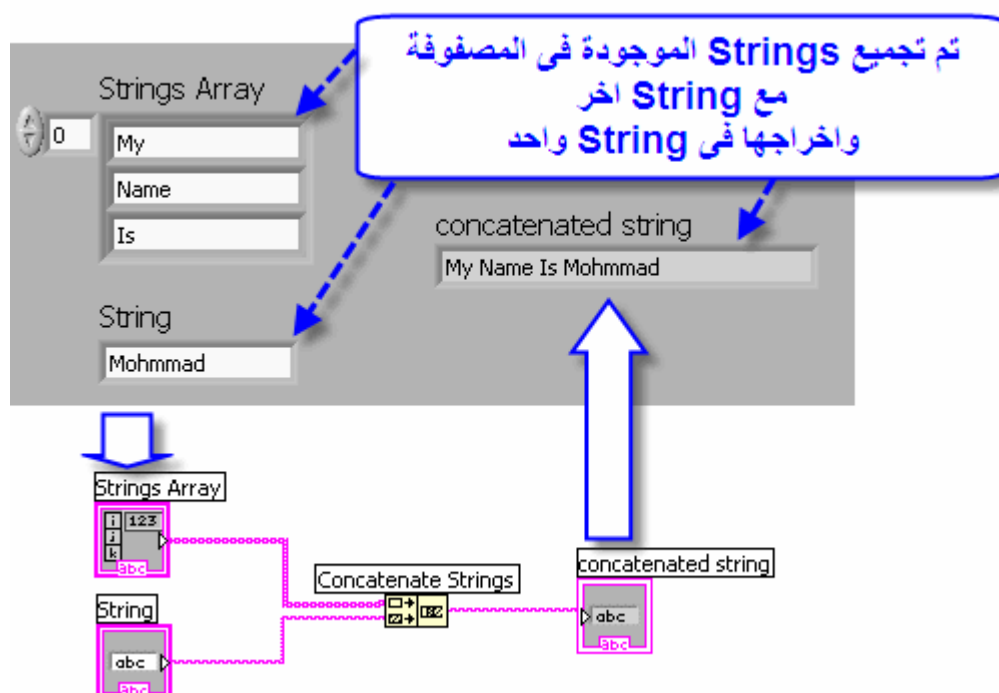 تم تجميع Strings الموجودة فى المصفوفة
مع String اخر
واخراجها فى String واحد
Strings Array
0
My
Name
Is
concatenated string
My Name Is Mohmmad
String
Mohmmad
Strings Array
i
j
k
123
abc
Concatenate Strings
concatenated string
abc
abc
String
abc
abc